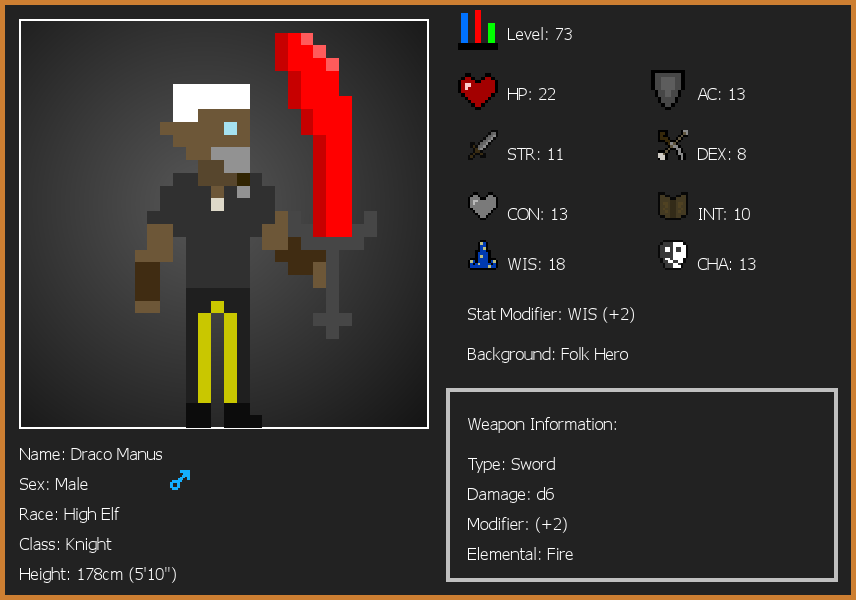 Level: 73
HP: 22
AC: 13
STR: 11
DEX: 8
CON: 13
INT: 10
WIS: 18
CHA: 13
Stat Modifier: WIS (+2)
Background: Folk Hero
Weapon Information:
Type: Sword
Damage: d6
Modifier: (+2)
Elemental: Fire
Name: Draco Manus
Sex: Male
Race: High Elf
Class: Knight
Height: 178cm (5'10")